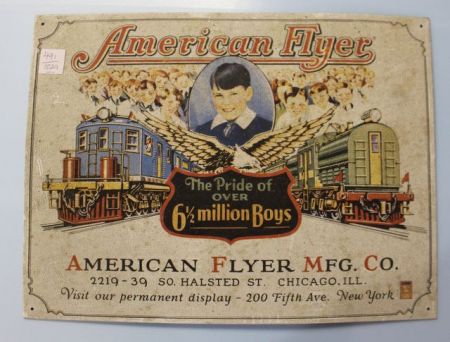 American Flyer
The Pride of
OVER
6½ million Boys
AMERICAN FLYER MFG. CO.
2219-39 SO. HALSTED ST. CHICAGO. ILL.
Visit our permanent display - 200 Fifth Ave. New York